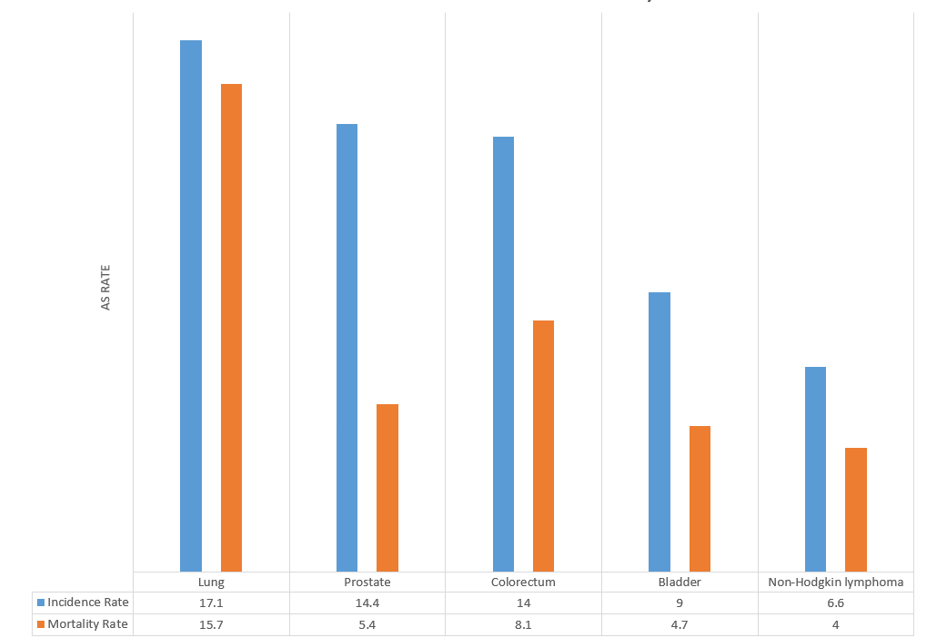 AS RATE
Lung Prostate Colorectum Bladder Non-Hodgkin lymphoma
Incidence Rate 17.1 14.4 14 9 6.6
Mortality Rate 15.7 5.4 8.1 4.7 4